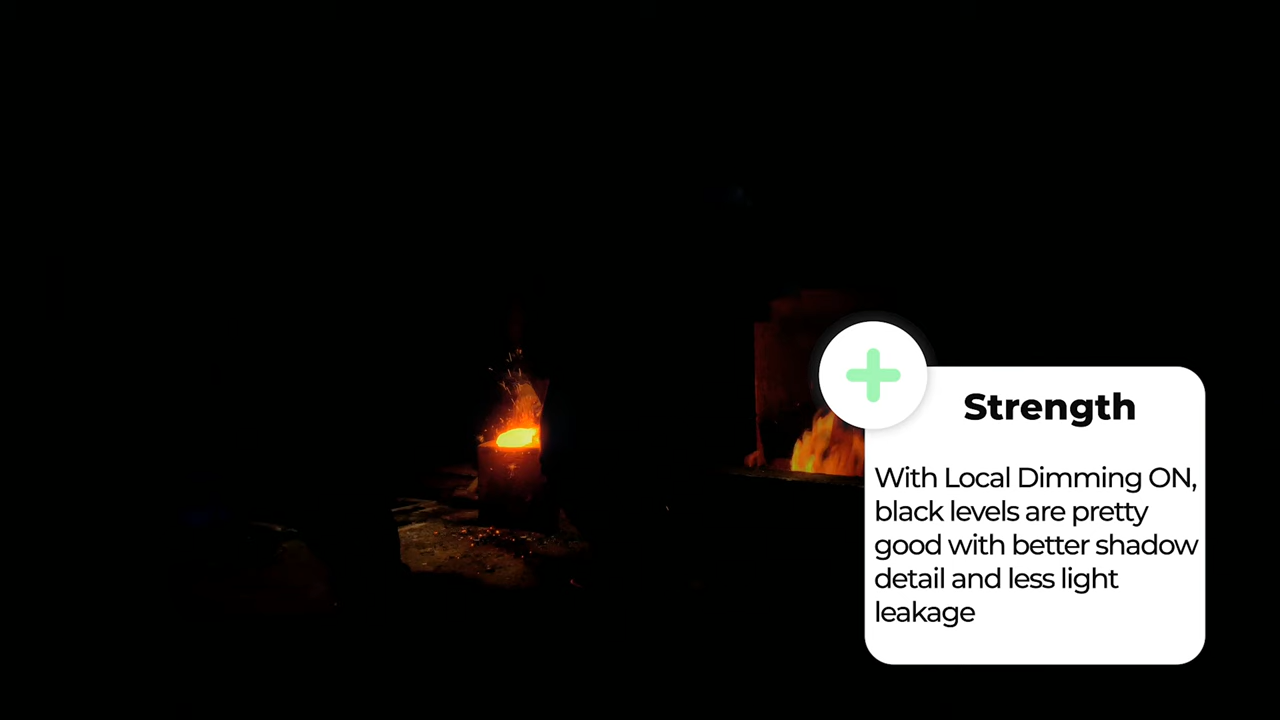 Strength
With Local Dimming ON,
black levels are pretty
good with better shadow
detail and less light
leakage